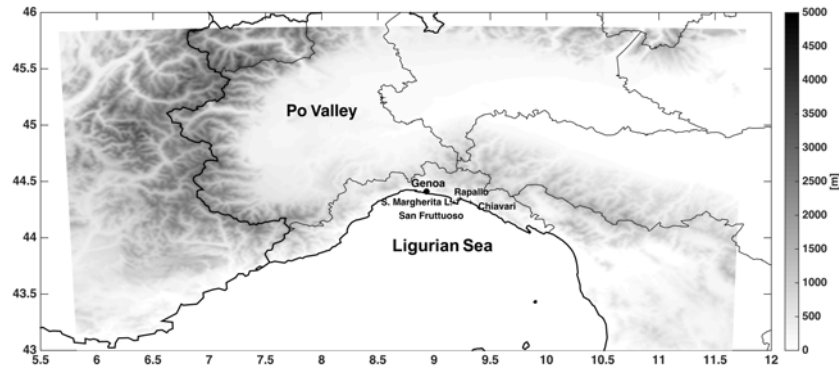 46
45.5
45
44.5
44
43.5
43
5.5 6 6.5 7 7.5 8 8.5 9 9.5 10 10.5 11 11.5 12
Po Valley
Genoa
Rapallo
S. Margherita L.
Chiavari
San Fruttuoso
Ligurian Sea
5000
4500
4000
3500
3000
2500
2000
1500
1000
500
0
[m]